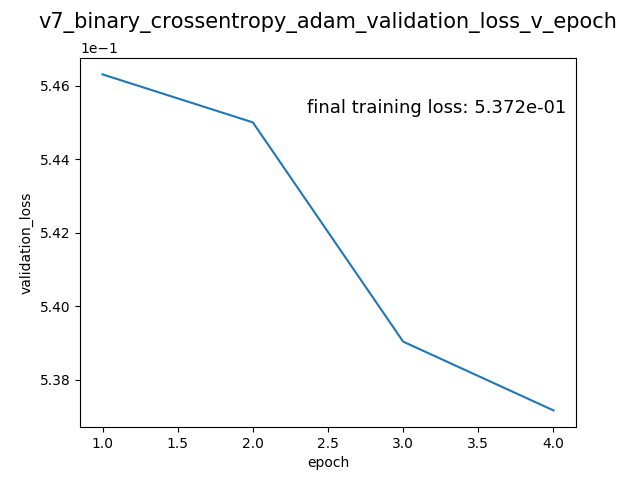 v7_binary_crossentropy_adam_validation_loss_v_epoch
1e−1
5.46
final training loss: 5.372e-01
5.44
5.42
validation_loss
5.40
5.38
1.0 1.5 2.0 2.5 3.0 3.5 4.0
epoch